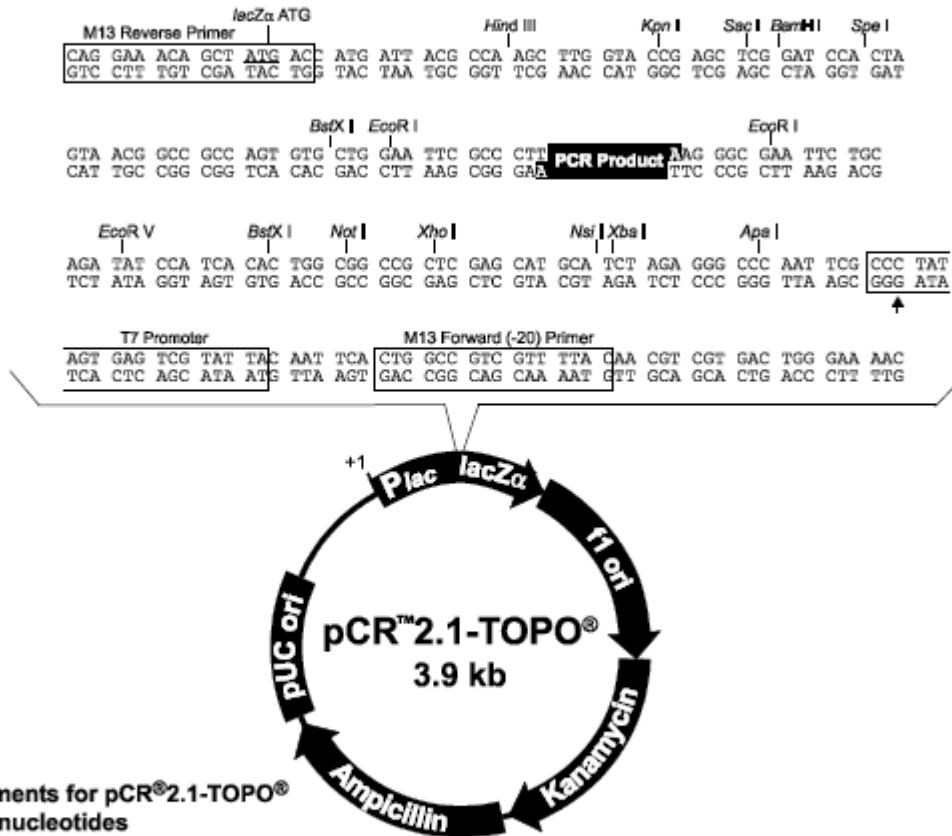 lacZα ATG
M13 Reverse Primer Hind III Kpn I Sac I BamH I Spe I
CAG GAA ACA GCT ATG ACC ATG ATT ACG CCA AGC TTG GTA CCG AGC TCG GAT CCA CTA
GTC CTT TGT CGA TAC TGG TAC TAA TGC GGT TCG AAC CAT GGC TCG AGC CTA GGT GAT
BstX I EcoR I EcoR I
GTA ACG GCC GCC AGT GTG CTG GAA TTC GCC CTT PCR Product AAG GGC GAA TTC TGC
CAT TGC CGG CGG TCA CAC GAC CTT AAG CGG GAA TTC CCG CTT AAG ACG
EcoR V BstX I Not I Xho I Nsi I Xba I Apa I
AGA TAT CCA TCA CAC TGG CGG CCG CTC GAG CAT GCA TCT AGA GGG CCC AAT TCG CCC TAT
TCT ATA GGT AGT GTG ACC GCC GGC GAG CTC GTA CGT AGA TCT CCC GGG TTA AGC GGG ATA
T7 Promoter M13 Forward (-20) Primer
AGT GAG TCG TAT TAC AAT TCA CTG GCC GTC GTT TTA CAA CGT CGT GAC TGG GAA AAC
TCA CTC AGC ATA ATG TTA AGT GAC CGG CAG CAA AAT GTT GCA GCA CTG ACC CTT TTG
+1
Plac lacZα
f1 ori
pCR™2.1-TOPO®
3.9 kb
pUC ori
Kanamycin
Ampicillin
ments for pCR®2.1-TOPO®
nucleotides